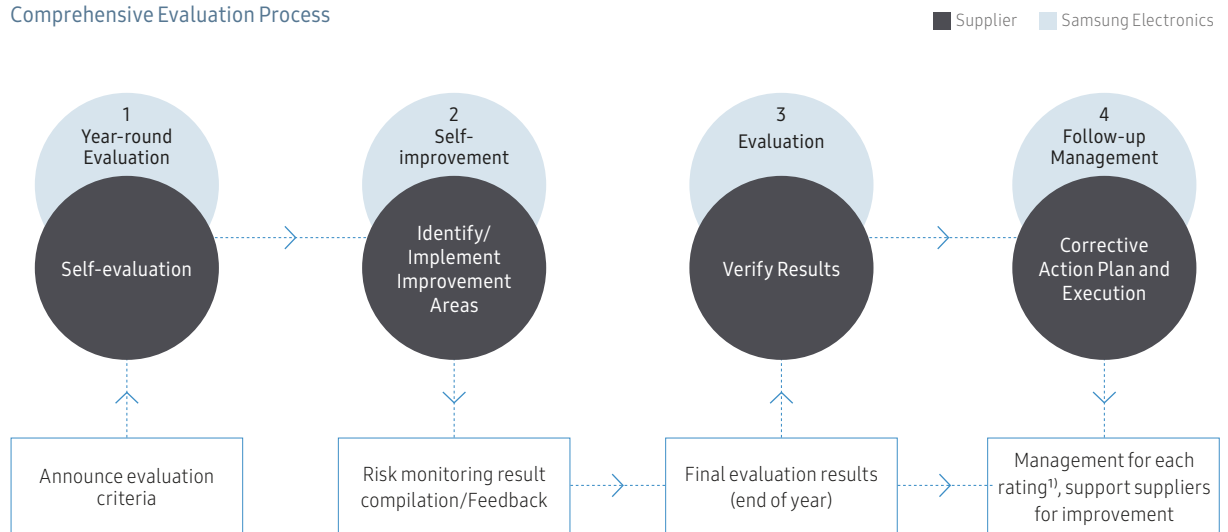 Comprehensive Evaluation Process
Supplier
Samsung Electronics
1
Year-round
Evaluation
Self-evaluation
2
Self-
improvement
Identify/
Implement
Improvement
Areas
3
Evaluation
Verify Results
4
Follow-up
Management
Corrective
Action Plan and
Execution
Announce evaluation
criteria
Risk monitoring result
compilation/Feedback
Final evaluation results
(end of year)
Management for each
rating¹⁾, support suppliers
for improvement